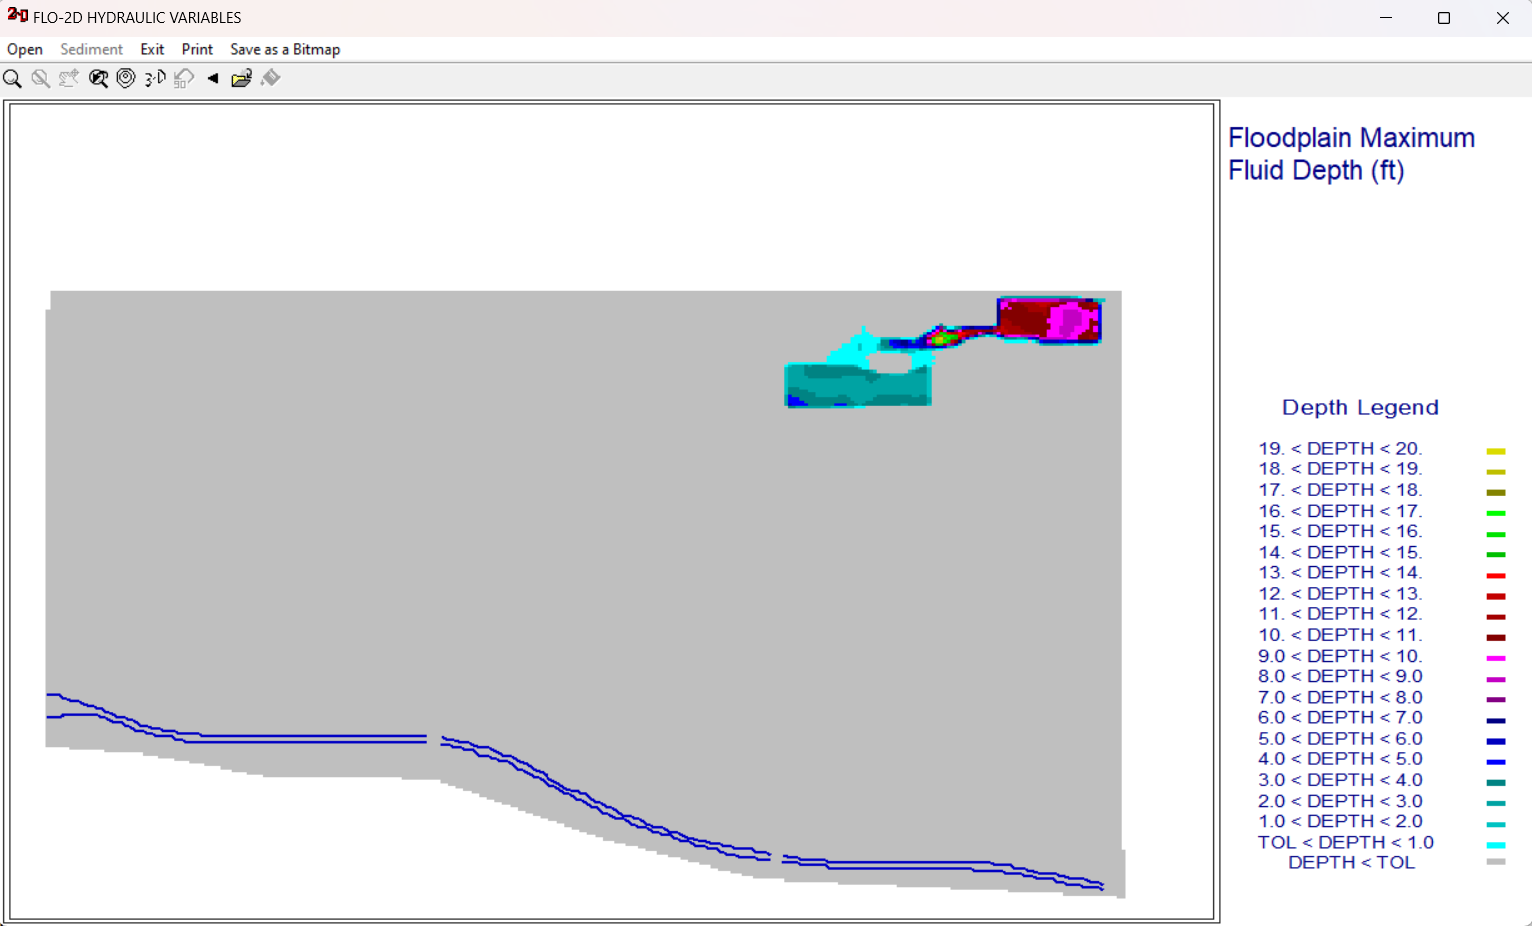 2-D FLO-2D HYDRAULIC VARIABLES
Open Sediment Exit Print Save as a Bitmap
3-D 90
Floodplain Maximum
Fluid Depth (ft)
Depth Legend
19. < DEPTH < 20.
18. < DEPTH < 19.
17. < DEPTH < 18.
16. < DEPTH < 17.
15. < DEPTH < 16.
14. < DEPTH < 15.
13. < DEPTH < 14.
12. < DEPTH < 13.
11. < DEPTH < 12.
10. < DEPTH < 11.
9.0 < DEPTH < 10.
8.0 < DEPTH < 9.0
7.0 < DEPTH < 8.0
6.0 < DEPTH < 7.0
5.0 < DEPTH < 6.0
4.0 < DEPTH < 5.0
3.0 < DEPTH < 4.0
2.0 < DEPTH < 3.0
1.0 < DEPTH < 2.0
TOL < DEPTH < 1.0
DEPTH < TOL